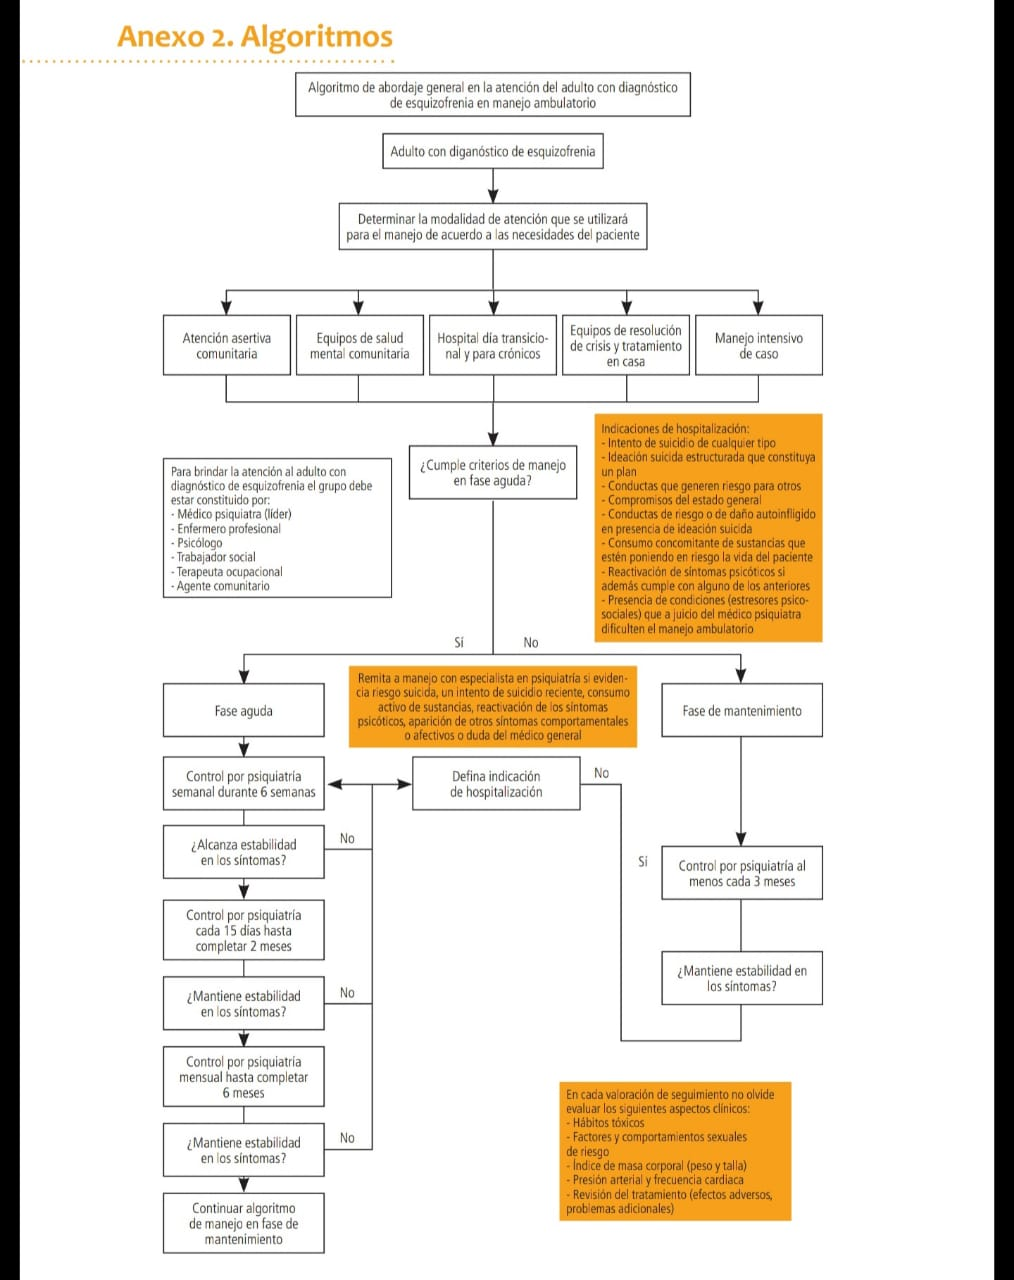 Anexo 2. Algoritmos
Algoritmo de abordaje general en la atención del adulto con diagnóstico
de esquizofrenia en manejo ambulatorio
Adulto con diganóstico de esquizofrenia
Determinar la modalidad de atención que se utilizará
para el manejo de acuerdo a las necesidades del paciente
Atención asertiva
comunitaria
Equipos de salud
mental comunitaria
Hospital día transicio-
nal y para crónicos
Equipos de resolución
de crisis y tratamiento
en casa
Manejo intensivo
de caso
Para brindar la atención al adulto con
diagnóstico de esquizofrenia el grupo debe
estar constituido por:
- Médico psiquiatra (líder)
- Enfermero profesional
- Psicólogo
- Trabajador social
- Terapeuta ocupacional
- Agente comunitario
¿Cumple criterios de manejo
en fase aguda?
Indicaciones de hospitalización:
- Intento de suicidio de cualquier tipo
- Ideación suicida estructurada que constituya
un plan
- Conductas que generen riesgo para otros
- Compromisos del estado general
- Conductas de riesgo o de daño autoinfligido
en presencia de ideación suicida
- Consumo concomitante de sustancias que
estén poniendo en riesgo la vida del paciente
- Reactivación de síntomas psicóticos si
además cumple con alguno de los anteriores
- Presencia de condiciones (estresores psico-
sociales) que a juicio del médico psiquiatra
dificulten el manejo ambulatorio
Sí
No
Fase aguda
Remita a manejo con especialista en psiquiatría si eviden-
cia riesgo suicida, un intento de suicidio reciente, consumo
activo de sustancias, reactivación de los síntomas
psicóticos, aparición de otros síntomas comportamentales
o afectivos o duda del médico general
Fase de mantenimiento
Control por psiquiatría
semanal durante 6 semanas
Defina indicación
de hospitalización
No
¿Alcanza estabilidad
en los síntomas?
No
Sí
Control por psiquiatría al
menos cada 3 meses
Control por psiquiatría
cada 15 días hasta
completar 2 meses
¿Mantiene estabilidad en
los síntomas?
¿Mantiene estabilidad
en los síntomas?
No
Control por psiquiatría
mensual hasta completar
6 meses
¿Mantiene estabilidad
en los síntomas?
No
Continuar algoritmo
de manejo en fase de
mantenimiento
En cada valoración de seguimiento no olvide
evaluar los siguientes aspectos clínicos:
- Hábitos tóxicos
- Factores y comportamientos sexuales
de riesgo
- Índice de masa corporal (peso y talla)
- Presión arterial y frecuencia cardiaca
- Revisión del tratamiento (efectos adversos,
problemas adicionales)